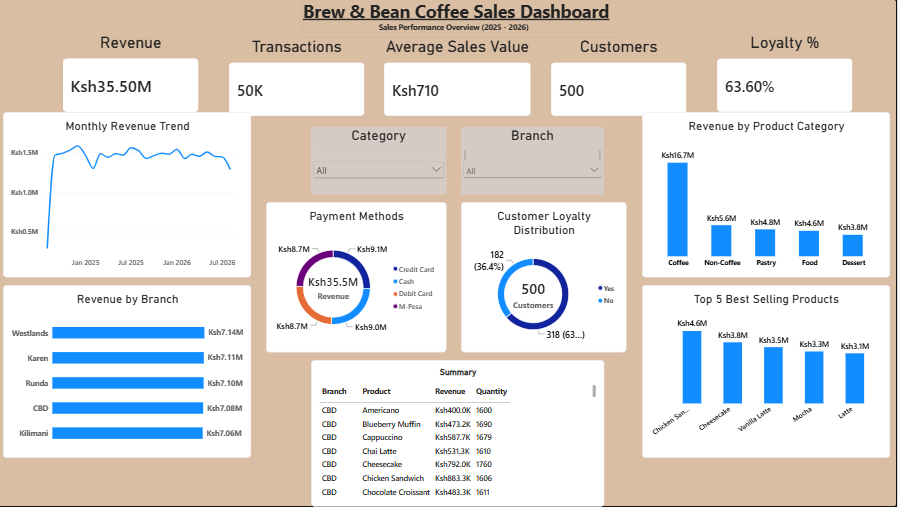 Brew & Bean Coffee Sales Dashboard
Sales Performance Overview (2025 - 2026)
Revenue
Ksh35.50M
Transactions
50K
Average Sales Value
Ksh710
Customers
500
Loyalty %
63.60%
Monthly Revenue Trend
Ksh1.5M
Ksh1.0M
Ksh0.5M
Jan 2025 Jul 2025 Jan 2026 Jul 2026
Category
All
Branch
All
Revenue by Product Category
Ksh16.7M
Ksh5.6M
Ksh4.8M
Ksh4.6M
Ksh3.8M
Coffee Non-Coffee Pastry Food Dessert
Payment Methods
Ksh8.7M Ksh9.1M
Ksh35.5M
Revenue
Ksh8.7M Ksh9.0M
Credit Card
Cash
Debit Card
M-Pesa
Customer Loyalty
Distribution
182
(36.4%)
500
Customers
318 (63...)
Yes
No
Revenue by Branch
Westlands Ksh7.14M
Karen Ksh7.11M
Runda Ksh7.10M
CBD Ksh7.08M
Kilimani Ksh7.06M
Top 5 Best Selling Products
Ksh4.6M
Ksh3.8M
Ksh3.5M
Ksh3.3M
Ksh3.1M
Chicken San... Cheesecake Vanilla Latte Mocha Latte
Summary
Branch Product Revenue Quantity
CBD Americano Ksh400.0K 1600
CBD Blueberry Muffin Ksh473.2K 1690
CBD Cappuccino Ksh587.7K 1679
CBD Chai Latte Ksh531.3K 1610
CBD Cheesecake Ksh792.0K 1760
CBD Chicken Sandwich Ksh883.3K 1606
CBD Chocolate Croissant Ksh483.3K 1611